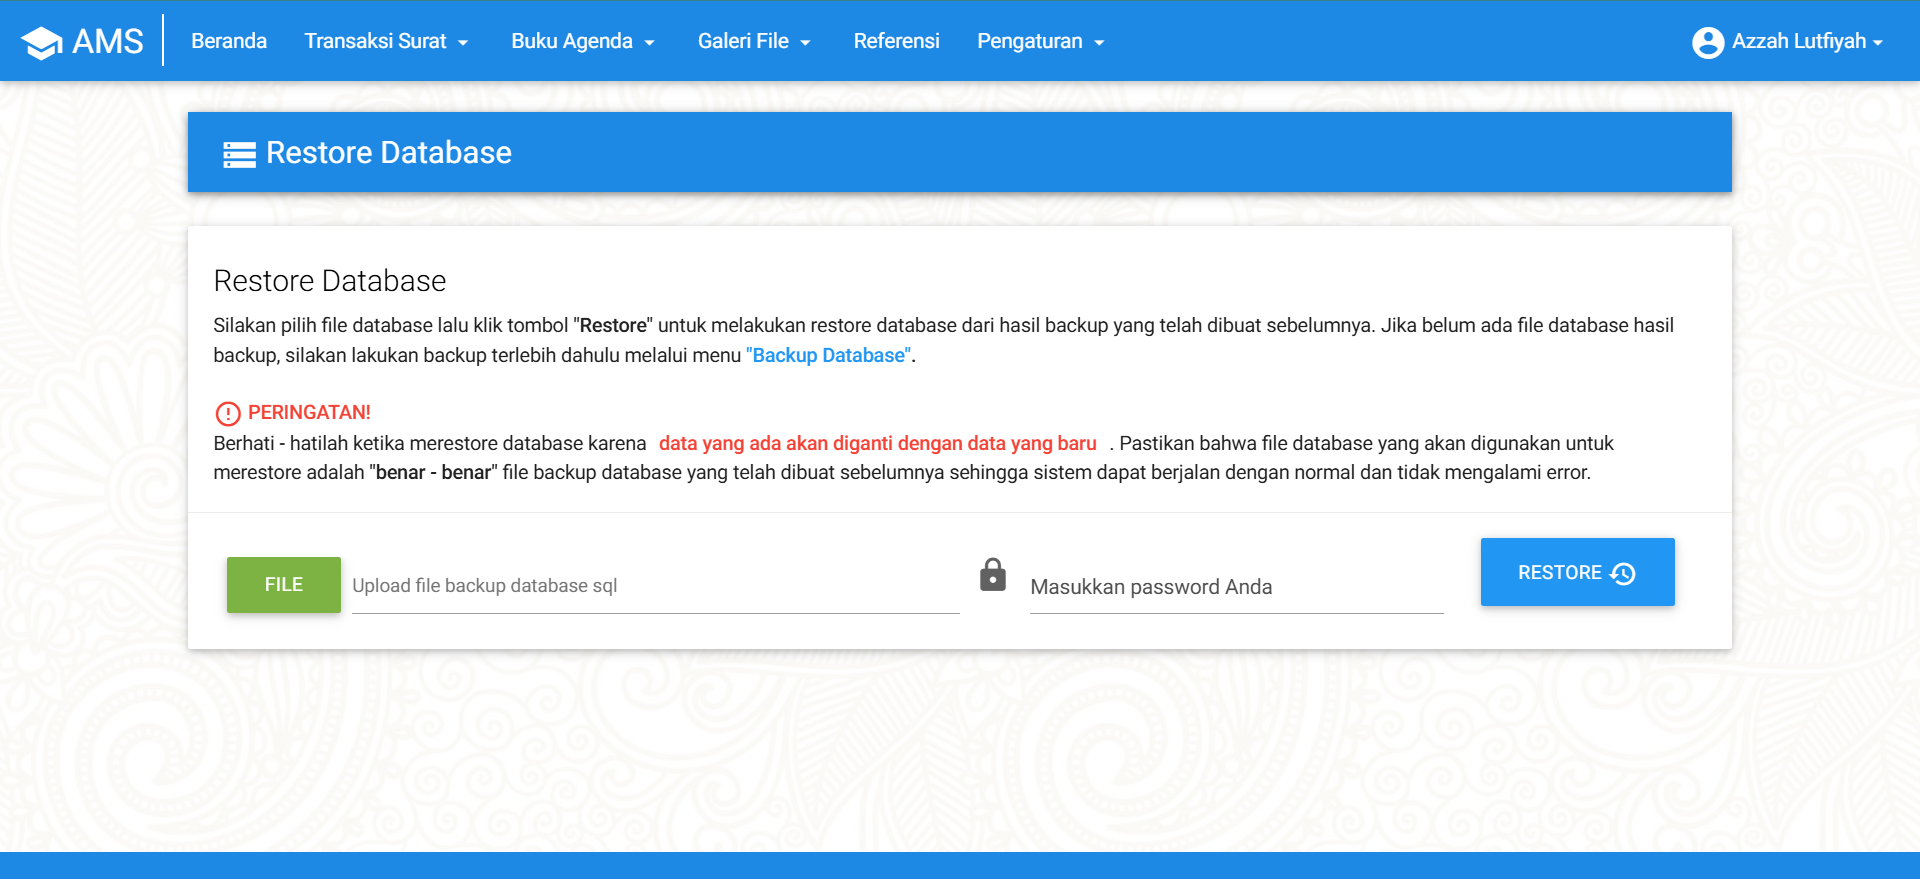 AMS Beranda Transaksi Surat Buku Agenda Galeri File Referensi Pengaturan Azzah Lutfiyah
Restore Database
Restore Database
Silakan pilih file database lalu klik tombol "Restore" untuk melakukan restore database dari hasil backup yang telah dibuat sebelumnya. Jika belum ada file database hasil
backup, silakan lakukan backup terlebih dahulu melalui menu "Backup Database".
PERINGATAN!
Berhati - hatilah ketika merestore database karena data yang ada akan diganti dengan data yang baru . Pastikan bahwa file database yang akan digunakan untuk
merestore adalah "benar - benar" file backup database yang telah dibuat sebelumnya sehingga sistem dapat berjalan dengan normal dan tidak mengalami error.
FILE Upload file backup database sql Masukkan password Anda RESTORE